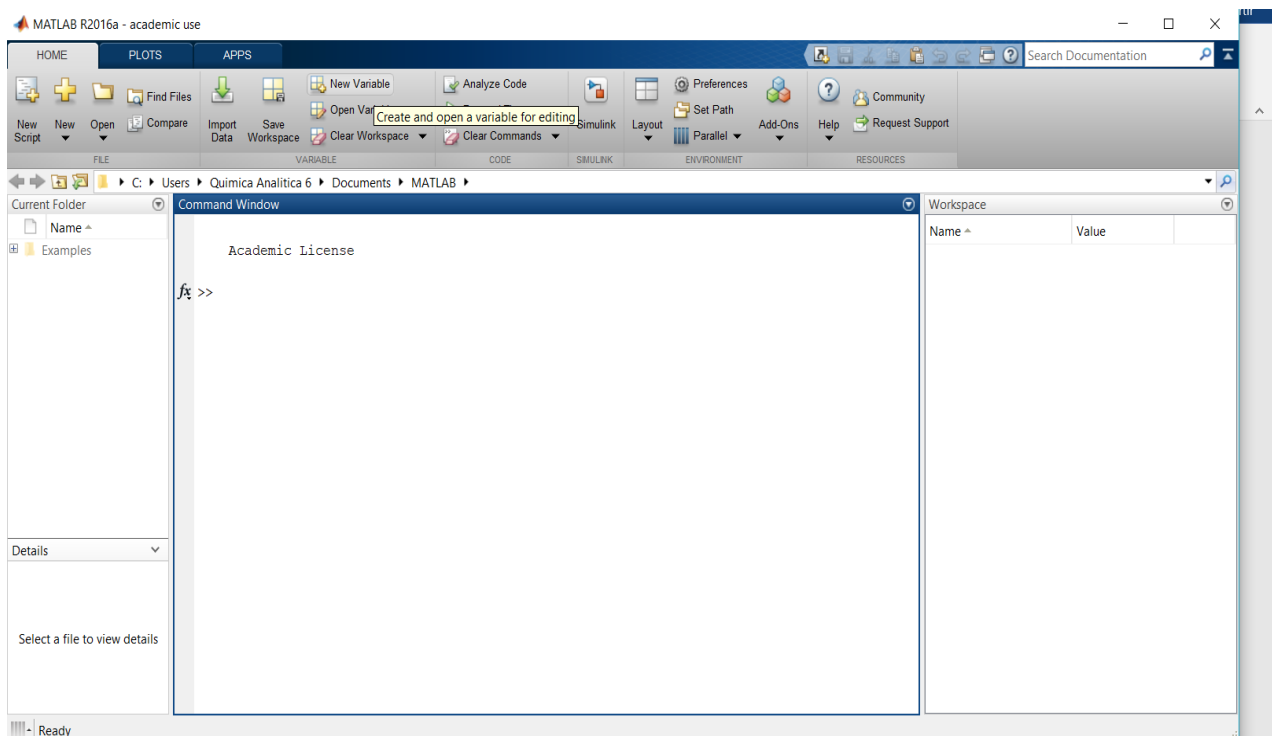 MATLAB R2016a - academic use
HOME PLOTS APPS Search Documentation
New Script
New
Open
Find Files
Compare
FILE
Import Data
Save Workspace
New Variable
Open Var
Clear Workspace
VARIABLE
Create and open a variable for editing
Analyze Code
Clear Commands
CODE
Simulink
SIMULINK
Layout
Preferences
Set Path
Parallel
Add-Ons
ENVIRONMENT
Help
Community
Request Support
RESOURCES
C: Users Quimica Analitica 6 Documents MATLAB
Current Folder
Name
Examples
Details
Select a file to view details
Command Window
Academic License
fx >>
Workspace
Name Value
Ready